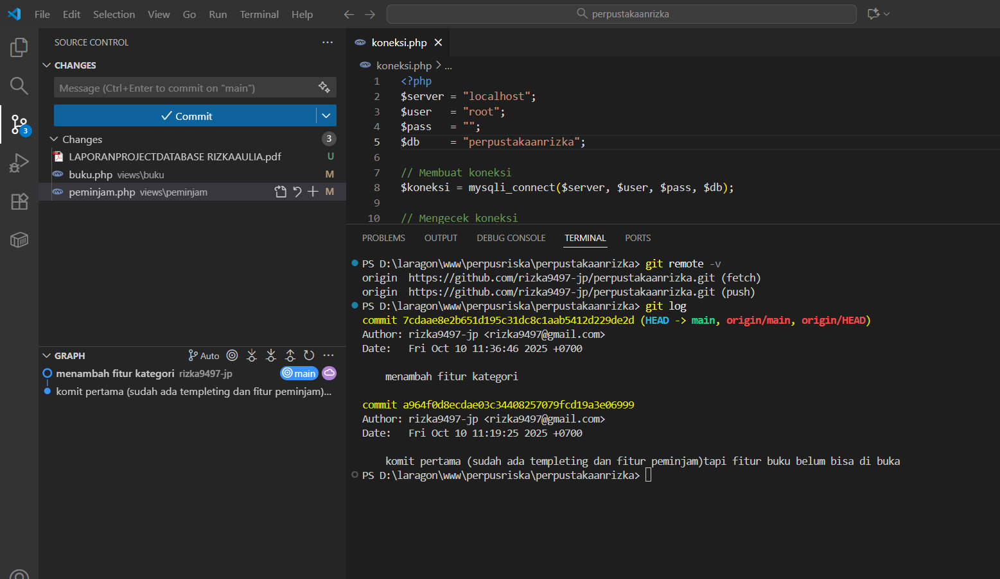 File Edit Selection View Go Run Terminal Help
perpustakaanrizka
SOURCE CONTROL
CHANGES
Message (Ctrl+Enter to commit on "main")
Commit
Changes 3
LAPORANPROJECTDATABASE RIZKAAULIA.pdf U
buku.php views\buku M
peminjam.php views\peminjam M
3
GRAPH Auto
menambah fitur kategori rizka9497-jp main
komit pertama (sudah ada templeting dan fitur peminjam)...
koneksi.php
koneksi.php > ...
1 <?php
2 $server = "localhost";
3 $user   = "root";
4 $pass   = "";
5 $db     = "perpustakaanrizka";
6
7 // Membuat koneksi
8 $koneksi = mysqli_connect($server, $user, $pass, $db);
9
10 // Mengecek koneksi
PROBLEMS OUTPUT DEBUG CONSOLE TERMINAL PORTS
PS D:\laragon\www\perpusriska\perpustakaanrizka> git remote -v
origin  https://github.com/rizka9497-jp/perpustakaanrizka.git (fetch)
origin  https://github.com/rizka9497-jp/perpustakaanrizka.git (push)
PS D:\laragon\www\perpusriska\perpustakaanrizka> git log
commit 7cdaae8e2b651d195c31dc8c1aab5412d229de2d (HEAD -> main, origin/main, origin/HEAD)
Author: rizka9497-jp <rizka9497@gmail.com>
Date:   Fri Oct 10 11:36:46 2025 +0700
menambah fitur kategori
commit a964f0d8ecdae03c34408257079fcd19a3e06999
Author: rizka9497-jp <rizka9497@gmail.com>
Date:   Fri Oct 10 11:19:25 2025 +0700
komit pertama (sudah ada templeting dan fitur peminjam)tapi fitur buku belum bisa di buka
PS D:\laragon\www\perpusriska\perpustakaanrizka>